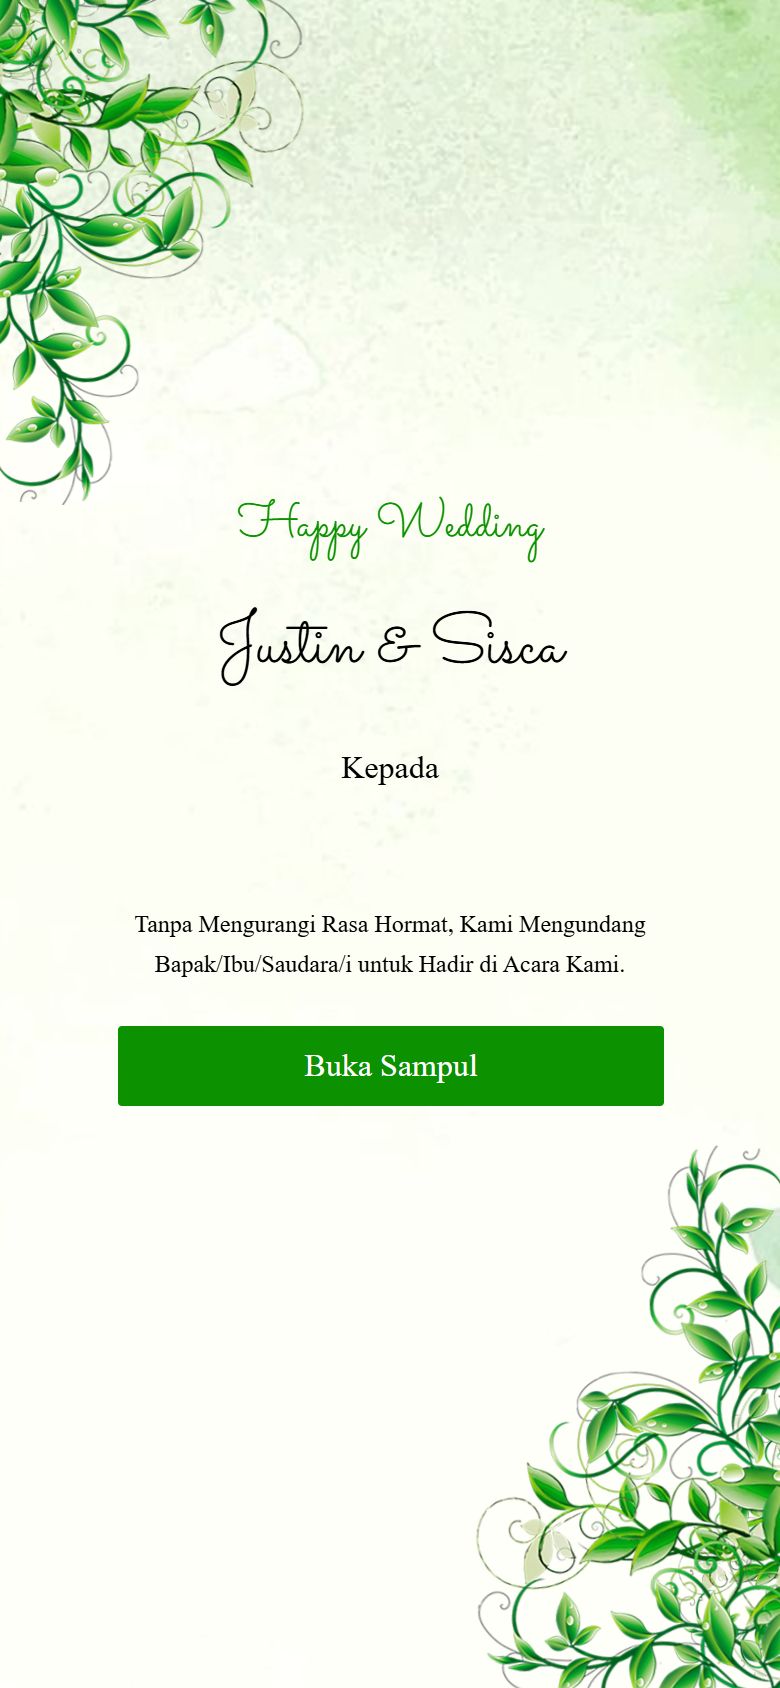 Happy Wedding
Justin & Sisca
Kepada
Tanpa Mengurangi Rasa Hormat, Kami Mengundang
Bapak/Ibu/Saudara/i untuk Hadir di Acara Kami.
Buka Sampul